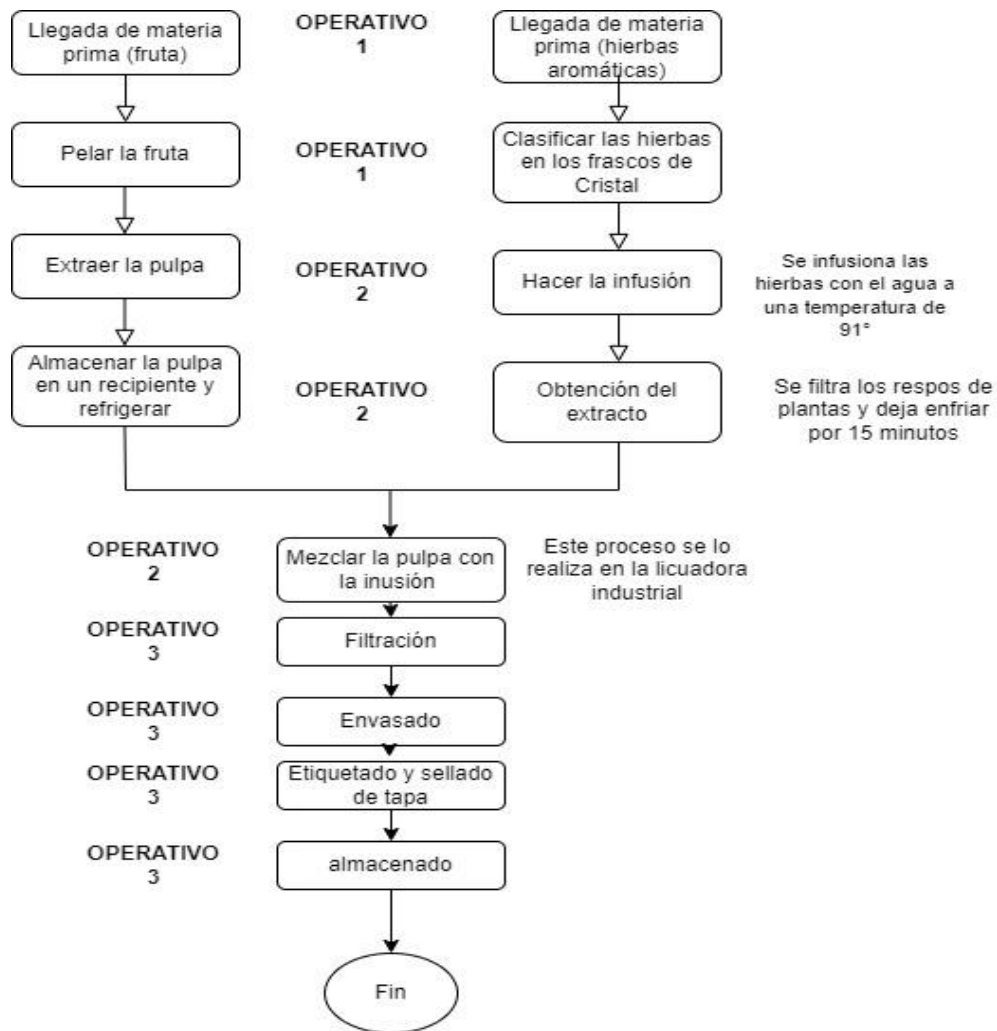 Llegada de materia
prima (fruta)
OPERATIVO
1
Llegada de materia
prima (hierbas
aromáticas)
Pelar la fruta
OPERATIVO
1
Clasificar las hierbas
en los frascos de
Cristal
Extraer la pulpa
OPERATIVO
2
Hacer la infusión
Se infusiona las
hierbas con el agua a
una temperatura de
91°
Almacenar la pulpa
en un recipiente y
refrigerar
OPERATIVO
2
Obtención del
extracto
Se filtra los respos de
plantas y deja enfriar
por 15 minutos
OPERATIVO
2
Mezclar la pulpa con
la inusión
Este proceso se lo
realiza en la licuadora
industrial
OPERATIVO
3
Filtración
OPERATIVO
3
Envasado
OPERATIVO
3
Etiquetado y sellado
de tapa
OPERATIVO
3
almacenado
Fin